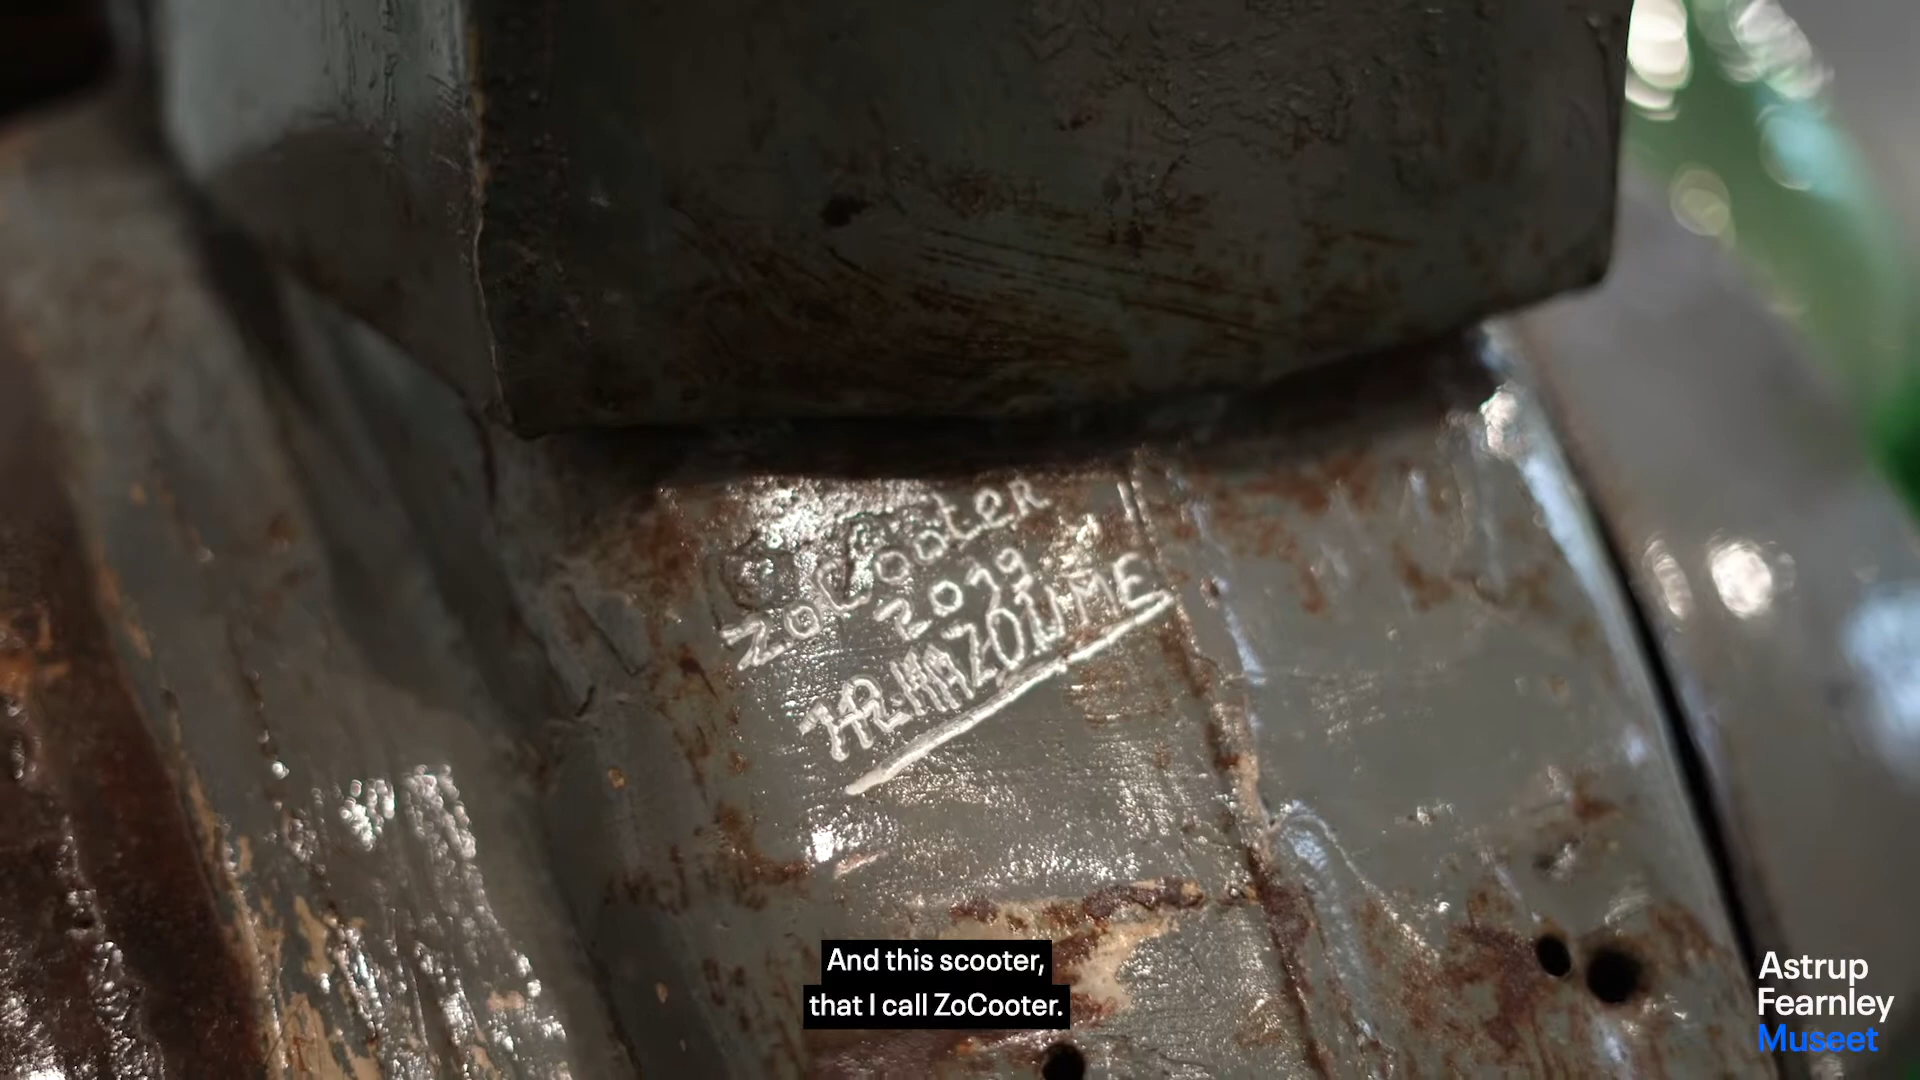 ZoCooteR
2019
HAZOUME
And this scooter,
that I call ZoCooter.
Astrup
Fearnley
Museet